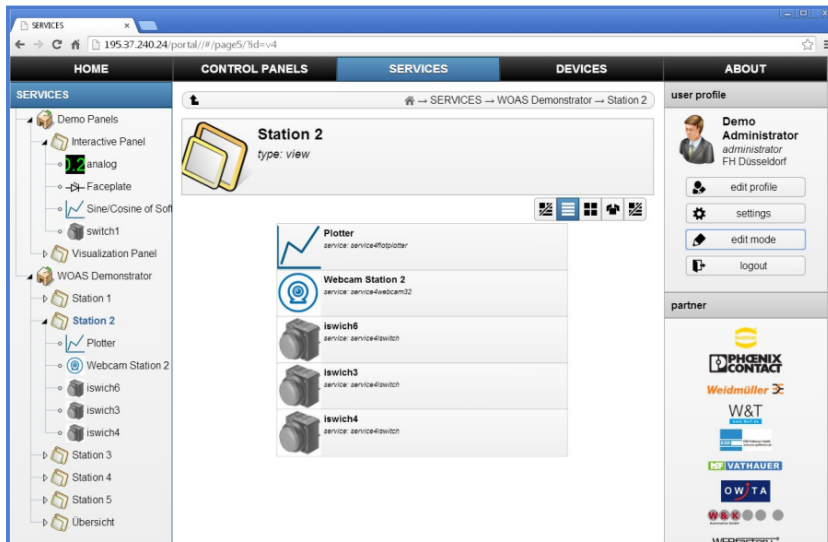 SERVICES
195.37.240.24/portal//#/page5/?id=v4
HOME
CONTROL PANELS
SERVICES
DEVICES
ABOUT
SERVICES
Demo Panels
Interactive Panel
0.2 analog
Faceplate
Sine/Cosine of Soft
switch1
Visualization Panel
WOAS Demonstrator
Station 1
Station 2
Plotter
Webcam Station 2
iswich6
iswich3
iswich4
Station 3
Station 4
Station 5
Übersicht
→ SERVICES → WOAS Demonstrator → Station 2
Station 2
type: view
Plotter
service: service4flotplotter
Webcam Station 2
service: service4webcam32
iswich6
service: service4iswitch
iswich3
service: service4iswitch
iswich4
service: service4iswitch
user profile
Demo
Administrator
administrator
FH Düsseldorf
edit profile
settings
edit mode
logout
partner
PHŒNIX
CONTACT
Weidmüller
W&T
VATHAUER
OWITA
W&K